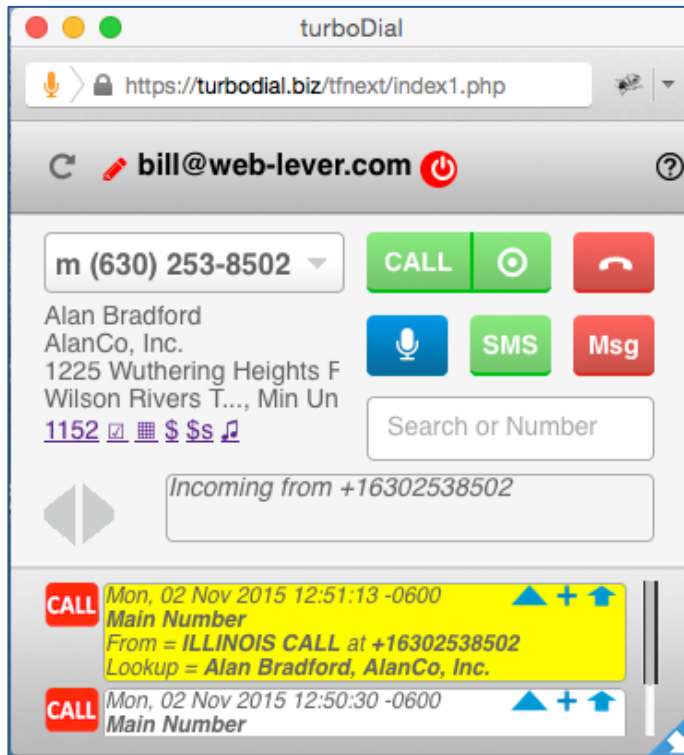 turboDial
https://turbodial.biz/tfnext/index1.php
bill@web-lever.com
m (630) 253-8502
CALL
Alan Bradford
AlanCo, Inc.
1225 Wuthering Heights F
Wilson Rivers T..., Min Un
SMS
Msg
1152 $ $s
Search or Number
Incoming from +16302538502
CALL
Mon, 02 Nov 2015 12:51:13 -0600
Main Number
From = ILLINOIS CALL at +16302538502
Lookup = Alan Bradford, AlanCo, Inc.
CALL
Mon, 02 Nov 2015 12:50:30 -0600
Main Number